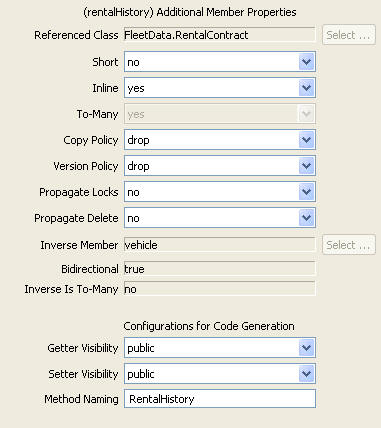 (rentalHistory) Additional Member Properties
Referenced Class FleetData.RentalContract Select ...
Short no
Inline yes
To-Many yes
Copy Policy drop
Version Policy drop
Propagate Locks no
Propagate Delete no
Inverse Member vehicle Select ...
Bidirectional true
Inverse Is To-Many no
Configurations for Code Generation
Getter Visibility public
Setter Visibility public
Method Naming RentalHistory